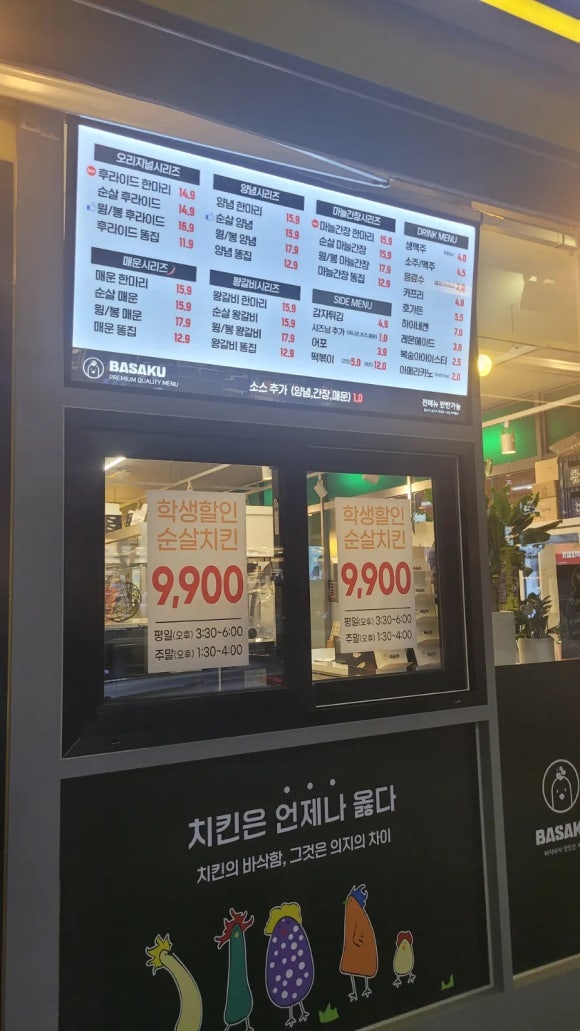 오리지널시리즈
후라이드 한마리 14.9
순살 후라이드 14.9
윙/봉 후라이드 16.9
후라이드 똥집 11.9
양념시리즈
양념 한마리 15.9
순살 양념 15.9
윙/봉 양념 17.9
양념 똥집 12.9
마늘간장시리즈
마늘간장 한마리 15.9
순살 마늘간장 15.9
윙/봉 마늘간장 17.9
마늘간장 똥집 12.9
DRINK MENU
생맥주 4.0
소주/맥주 4.5
음료수 2.0
카프리 4.0
호가든 5.5
하이네켄 7.0
레몬에이드 3.0
복숭아아이스티 2.5
아메리카노 2.0
매운시리즈
매운 한마리 15.9
순살 매운 15.9
윙/봉 매운 17.9
매운 똥집 12.9
왕갈비시리즈
왕갈비 한마리 15.9
순살 왕갈비 15.9
윙/봉 왕갈비 17.9
왕갈비 똥집 12.9
SIDE MENU
감자튀김 4.9
시즈닝 추가 1.0
어포 3.9
떡볶이 5.0 12.0
BASAKU
PREMIUM QUALITY MENU
소스 추가 (양념,간장,매운) 1.0
전메뉴 반반가능
학생할인
순살치킨
9,900
평일(오후) 3:30~6:00
주말(오후) 1:30~4:00
학생할인
순살치킨
9,900
평일(오후) 3:30~6:00
주말(오후) 1:30~4:00
치킨은 언제나 옳다
치킨의 바삭함, 그것은 의지의 차이
BASAKU